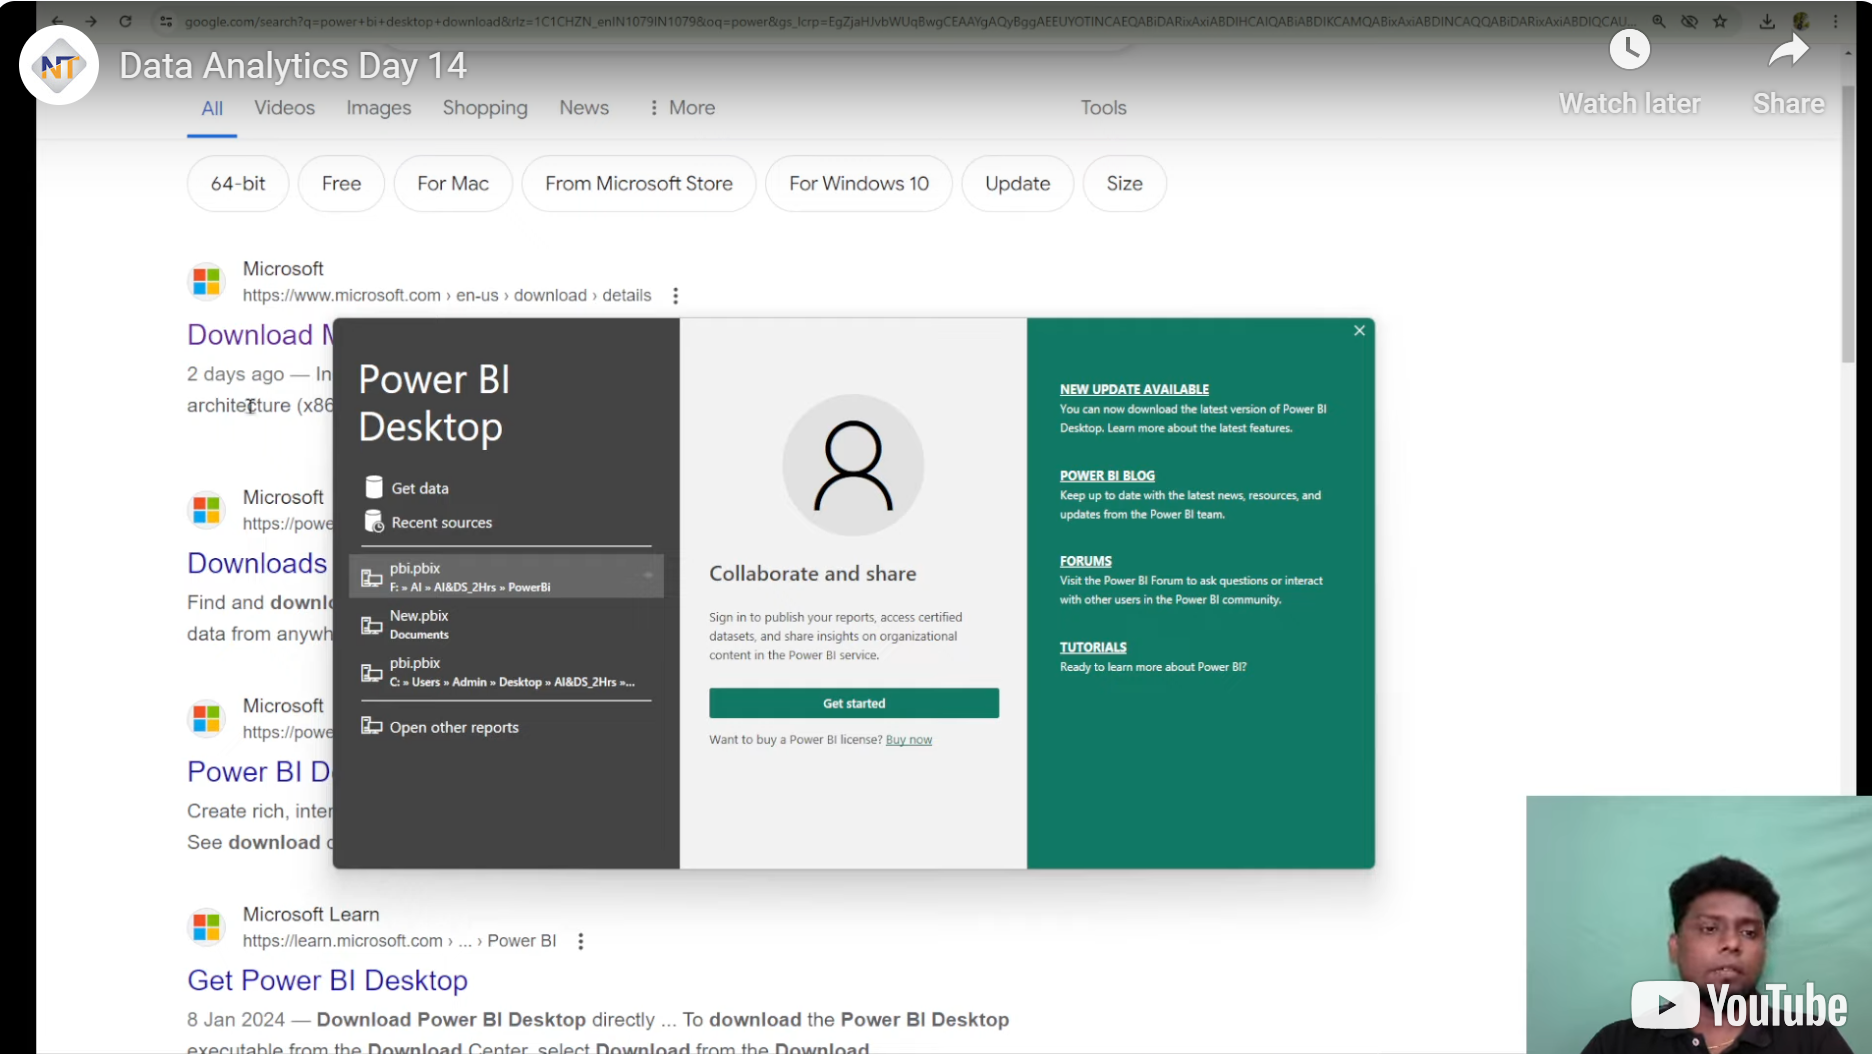 google.com/search?q=power+bi+desktop+download&rlz=1C1CHZN_enIN1079IN1079&oq=power&gs_lcrp=
NT
Data Analytics Day 14
Watch later
Share
All
Videos
Images
Shopping
News
More
Tools
64-bit
Free
For Mac
From Microsoft Store
For Windows 10
Update
Size
Microsoft
https://www.microsoft.com › en-us › download › details
Download M
2 days ago — In
architecture (x86
Microsoft
https://powe
Downloads
Find and downlo
data from anywh
Microsoft
https://powe
Power BI D
Create rich, inter
See download
Microsoft Learn
https://learn.microsoft.com › ... › Power BI
Get Power BI Desktop
8 Jan 2024 — Download Power BI Desktop directly ... To download the Power BI Desktop
executable from the Download Center, select Download from the Download
Power BI
Desktop
Get data
Recent sources
pbi.pbix
F: » AI » AI&DS_2Hrs » PowerBi
New.pbix
Documents
pbi.pbix
C: » Users » Admin » Desktop » AI&DS_2Hrs »...
Open other reports
Collaborate and share
Sign in to publish your reports, access certified
datasets, and share insights on organizational
content in the Power BI service.
Get started
Want to buy a Power BI license? Buy now
NEW UPDATE AVAILABLE
You can now download the latest version of Power BI
Desktop. Learn more about the latest features.
POWER BI BLOG
Keep up to date with the latest news, resources, and
updates from the Power BI team.
FORUMS
Visit the Power BI Forum to ask questions or interact
with other users in the Power BI community.
TUTORIALS
Ready to learn more about Power BI?
YouTube